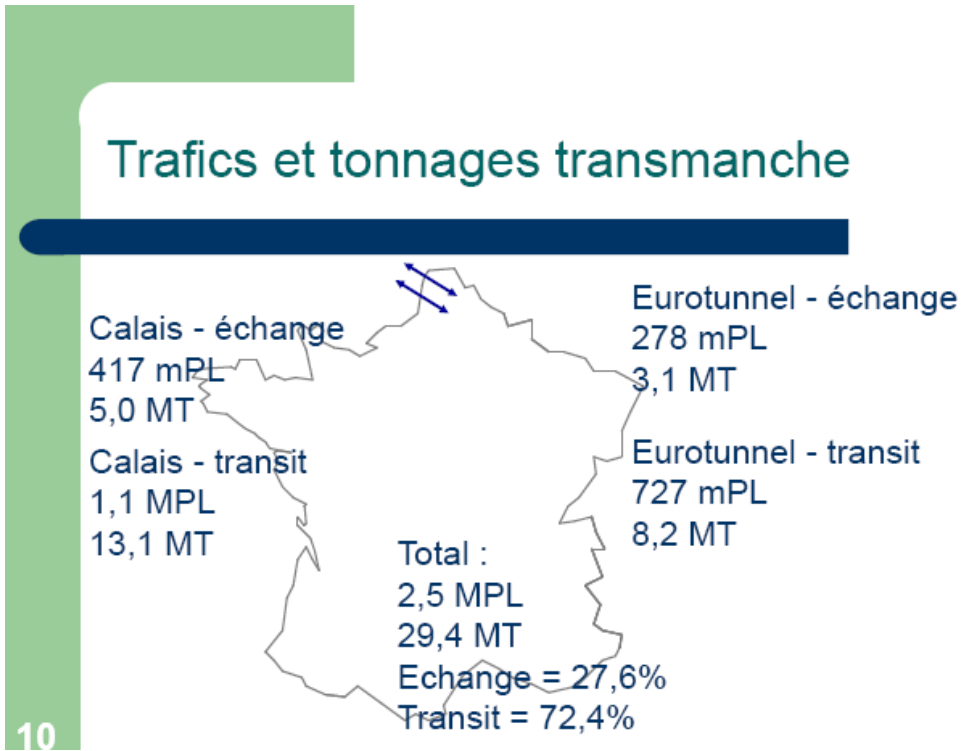 Trafics et tonnages transmanche
Calais - échange
417 mPL
5,0 MT
Calais - transit
1,1 MPL
13,1 MT
Eurotunnel - échange
278 mPL
3,1 MT
Eurotunnel - transit
727 mPL
8,2 MT
Total :
2,5 MPL
29,4 MT
Echange = 27,6%
Transit = 72,4%
10